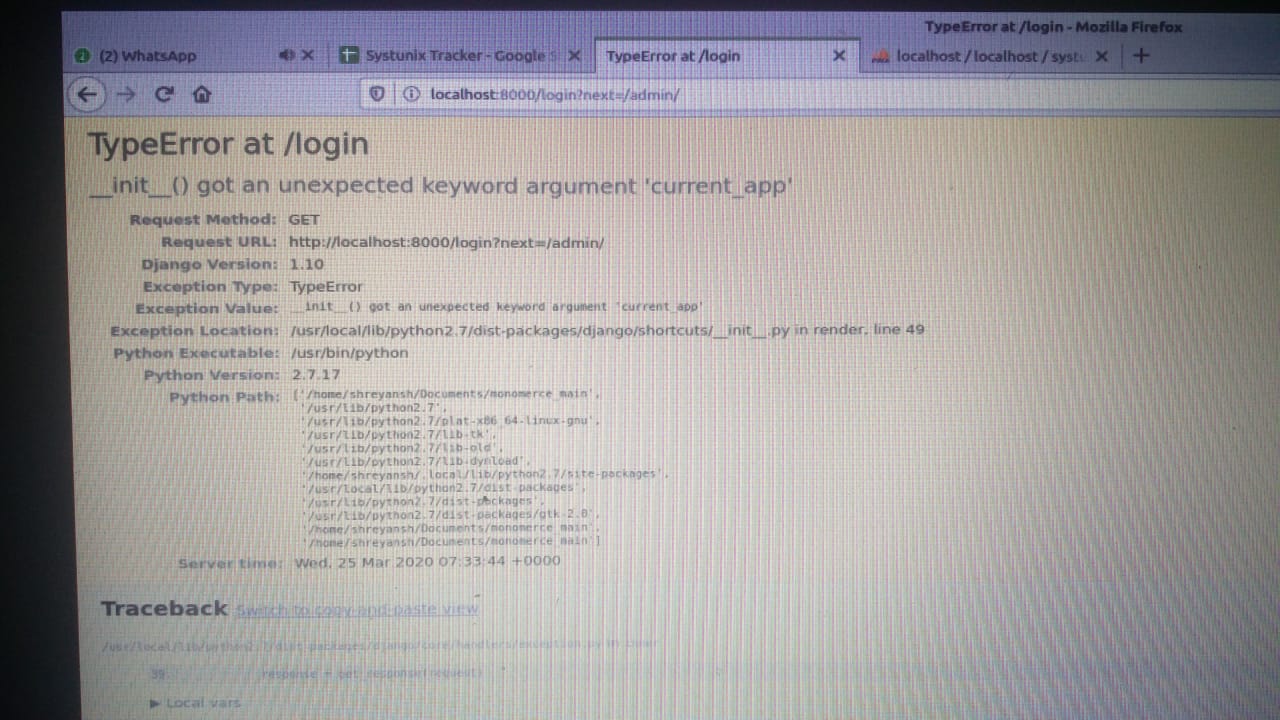 TypeError at /login - Mozilla Firefox
(2) WhatsApp
Systunix Tracker - Google S
TypeError at /login
localhost / localhost / syst
localhost:8000/login?next=/admin/
TypeError at /login
__init__() got an unexpected keyword argument 'current_app'
Request Method: GET
Request URL: http://localhost:8000/login?next=/admin/
Django Version: 1.10
Exception Type: TypeError
Exception Value: __init__() got an unexpected keyword argument 'current_app'
Exception Location: /usr/local/lib/python2.7/dist-packages/django/shortcuts/__init__.py in render, line 49
Python Executable: /usr/bin/python
Python Version: 2.7.17
Python Path: ['/home/shreyansh/Documents/monomerce_main',
'/usr/lib/python2.7',
'/usr/lib/python2.7/plat-x86_64-linux-gnu',
'/usr/lib/python2.7/lib-tk',
'/usr/lib/python2.7/lib-old',
'/usr/lib/python2.7/lib-dynload',
'/home/shreyansh/.local/lib/python2.7/site-packages',
'/usr/local/lib/python2.7/dist-packages',
'/usr/lib/python2.7/dist-packages',
'/usr/lib/python2.7/dist-packages/gtk-2.0',
'/home/shreyansh/Documents/monomerce_main',
'/home/shreyansh/Documents/monomerce_main']
Server time: Wed, 25 Mar 2020 07:33:44 +0000
Traceback Switch to copy-and-paste view
/usr/local/lib/python2.7/dist-packages/django/core/handlers/exception.py in inner
39. response = get_response(request)
▶ Local vars